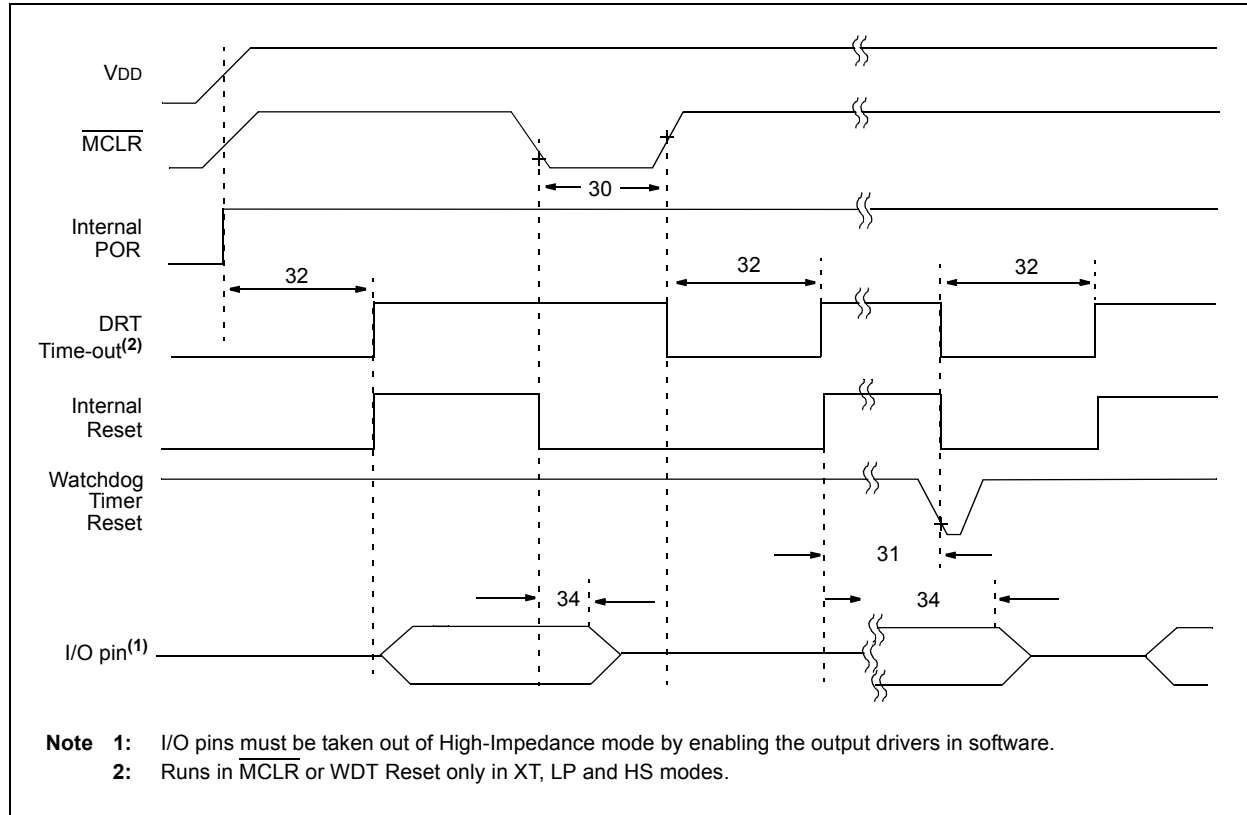 VDD
MCLR
30
Internal
POR
32
32
32
DRT
Time-out(2)
Internal
Reset
Watchdog
Timer
Reset
31
34
34
I/O pin(1)
Note 1: I/O pins must be taken out of High-Impedance mode by enabling the output drivers in software.
2: Runs in MCLR or WDT Reset only in XT, LP and HS modes.